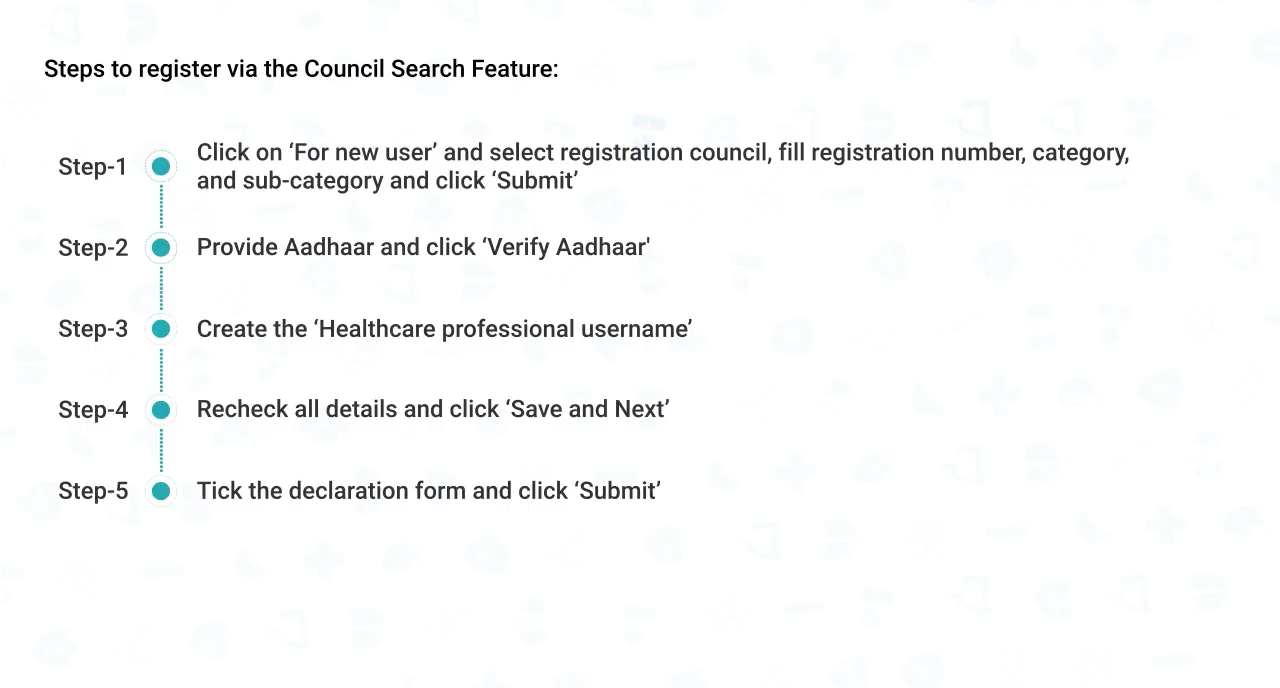 Steps to register via the Council Search Feature:
Step-1
Click on ‘For new user’ and select registration council, fill registration number, category,
and sub-category and click ‘Submit’
Step-2
Provide Aadhaar and click ‘Verify Aadhaar'
Step-3
Create the ‘Healthcare professional username’
Step-4
Recheck all details and click ‘Save and Next’
Step-5
Tick the declaration form and click ‘Submit’